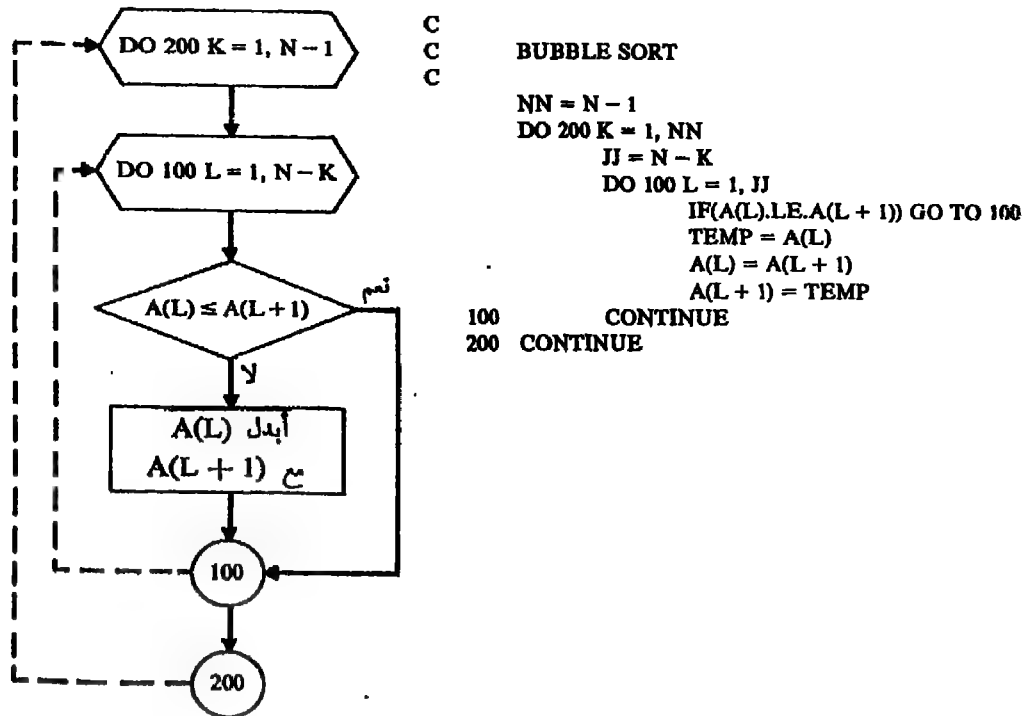 DO 200 K = 1, N − 1
DO 100 L = 1, N − K
A(L) ≤ A(L + 1)
نعم
لا
أبدل A(L)
مع A(L + 1)
100
200
C
C BUBBLE SORT
C
NN = N − 1
DO 200 K = 1, NN
JJ = N − K
DO 100 L = 1, JJ
IF(A(L).LE.A(L + 1)) GO TO 100
TEMP = A(L)
A(L) = A(L + 1)
A(L + 1) = TEMP
100 CONTINUE
200 CONTINUE